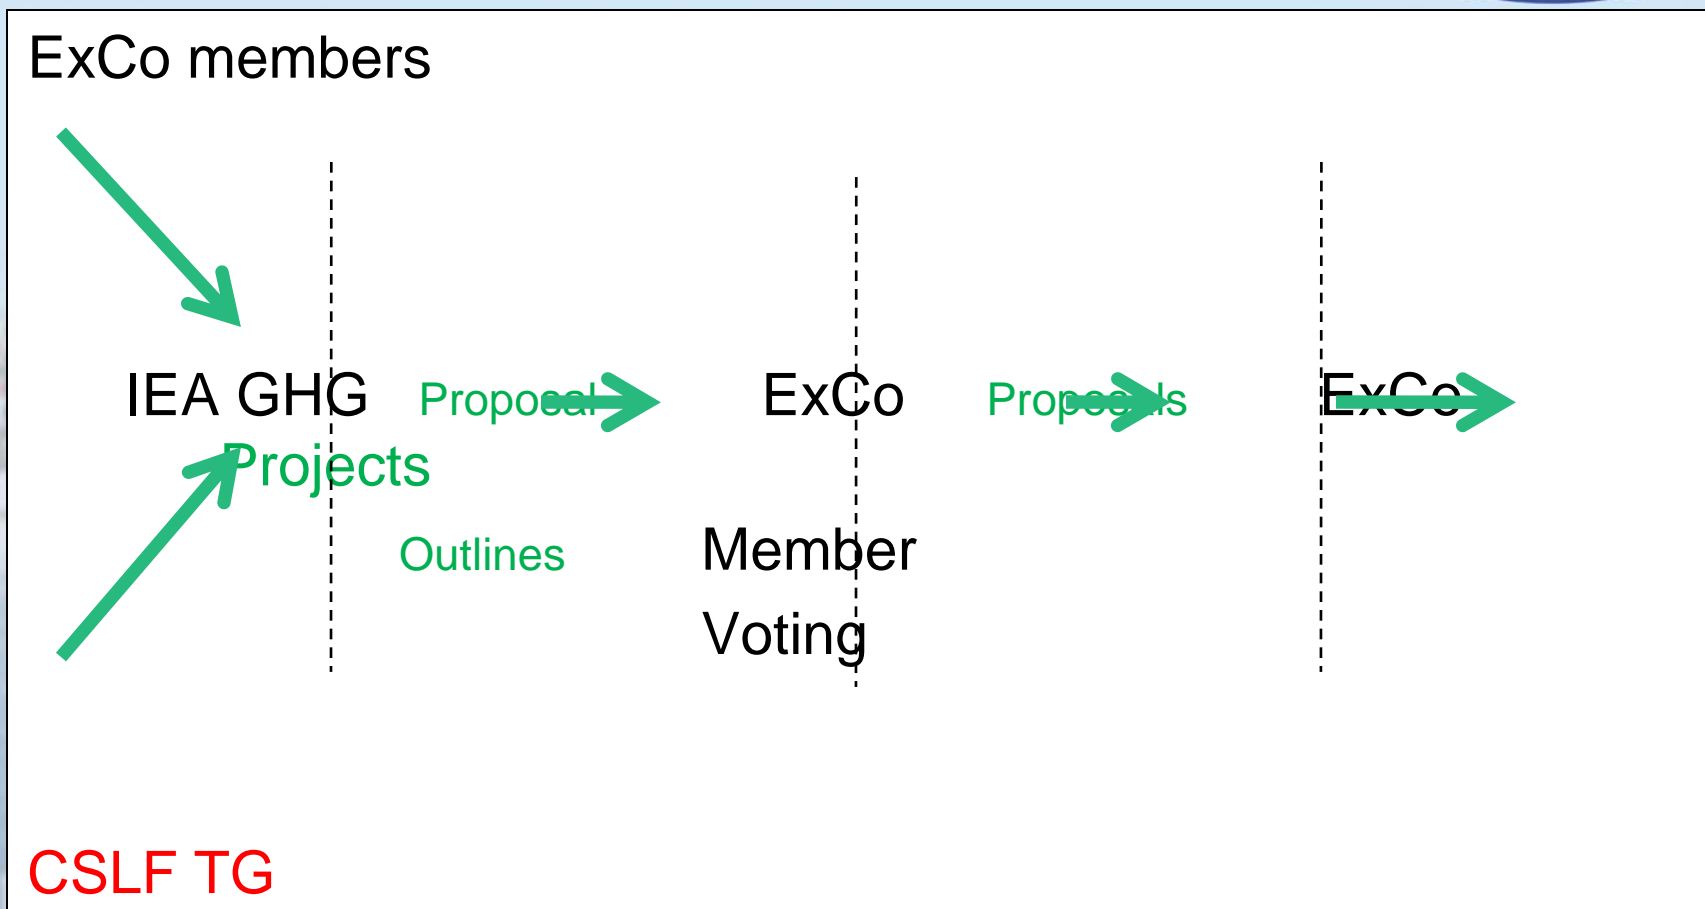 ExCo members
IEA GHG Proposal ExCo Proposals ExCo
Projects
Outlines Member
Voting
CSLF TG